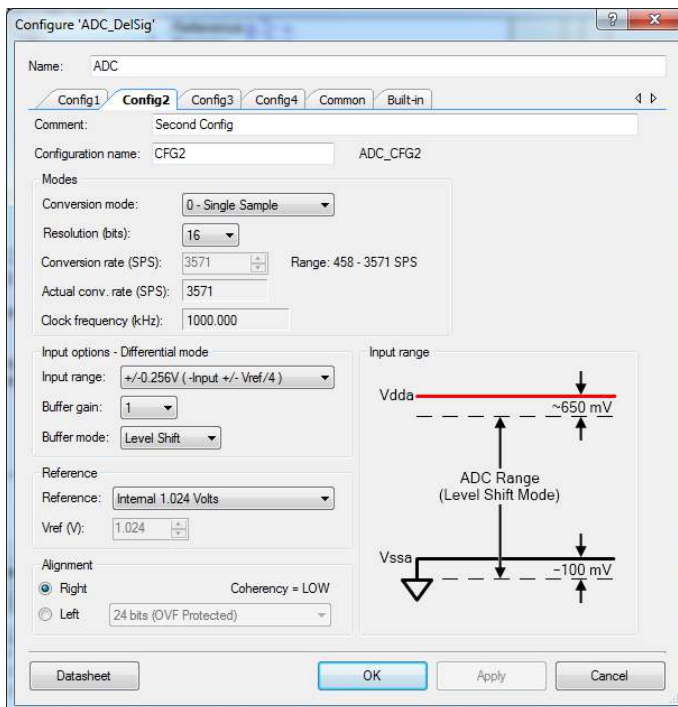 Configure 'ADC_DelSig'
Name: ADC
Config1 Config2 Config3 Config4 Common Built-in
Comment: Second Config
Configuration name: CFG2 ADC_CFG2
Modes
Conversion mode: 0 - Single Sample
Resolution (bits): 16
Conversion rate (SPS): 3571 Range: 458 - 3571 SPS
Actual conv. rate (SPS): 3571
Clock frequency (kHz): 1000.000
Input options - Differential mode
Input range: +/-0.256V ( -Input +/- Vref/4 )
Buffer gain: 1
Buffer mode: Level Shift
Reference
Reference: Internal 1.024 Volts
Vref (V): 1.024
Alignment
Right Coherency = LOW
Left 24 bits (OVF Protected)
Input range
Vdda
~650 mV
ADC Range
(Level Shift Mode)
Vssa
~100 mV
Datasheet OK Apply Cancel